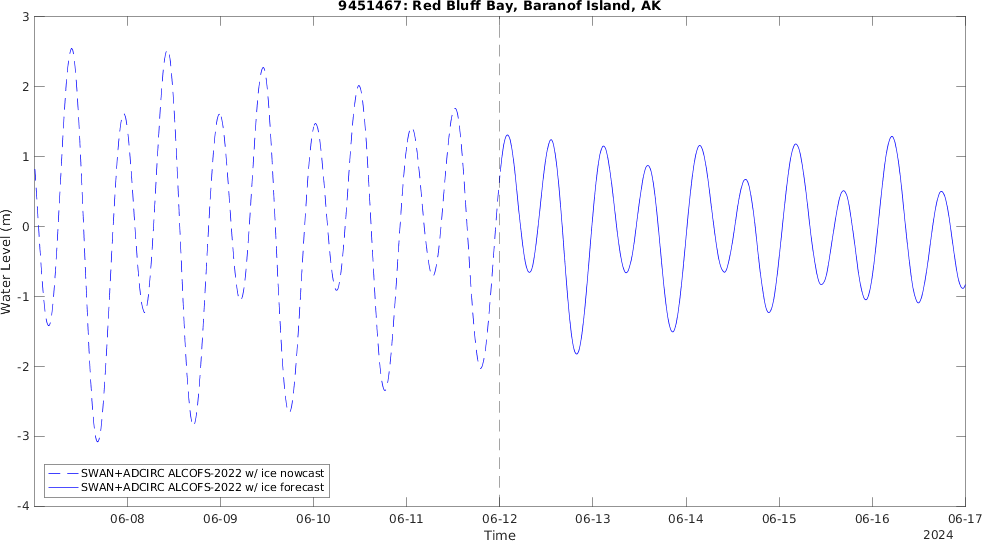 9451467: Red Bluff Bay, Baranof Island, AK
Water Level (m)
3
2
1
0
-1
-2
-3
-4
SWAN+ADCIRC ALCOFS-2022 w/ ice nowcast
SWAN+ADCIRC ALCOFS-2022 w/ ice forecast
06-08 06-09 06-10 06-11 06-12 06-13 06-14 06-15 06-16 06-17
Time
2024